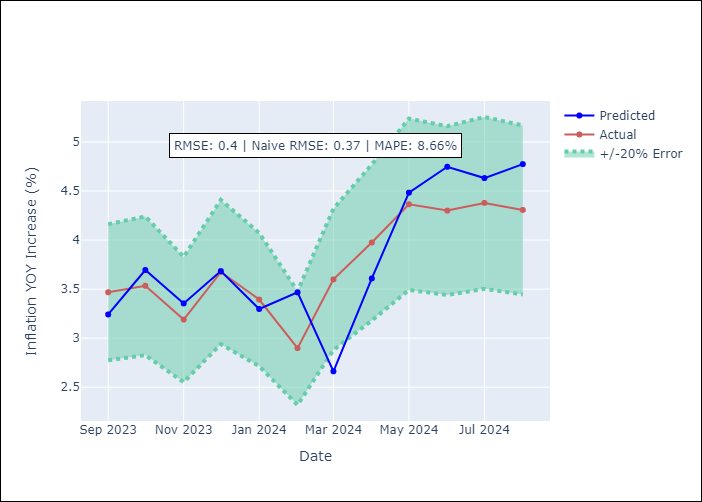 RMSE: 0.4 | Naive RMSE: 0.37 | MAPE: 8.66%
Predicted
Actual
+/-20% Error
Inflation YOY Increase (%)
5
4.5
4
3.5
3
2.5
Sep 2023
Nov 2023
Jan 2024
Mar 2024
May 2024
Jul 2024
Date